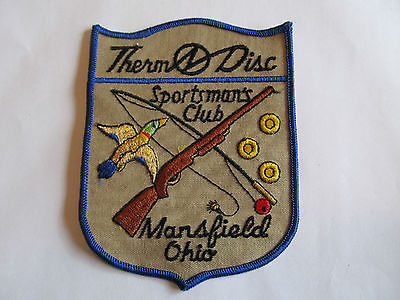 Therm-O-Disc
Sportsman's
Club
Mansfield
Ohio